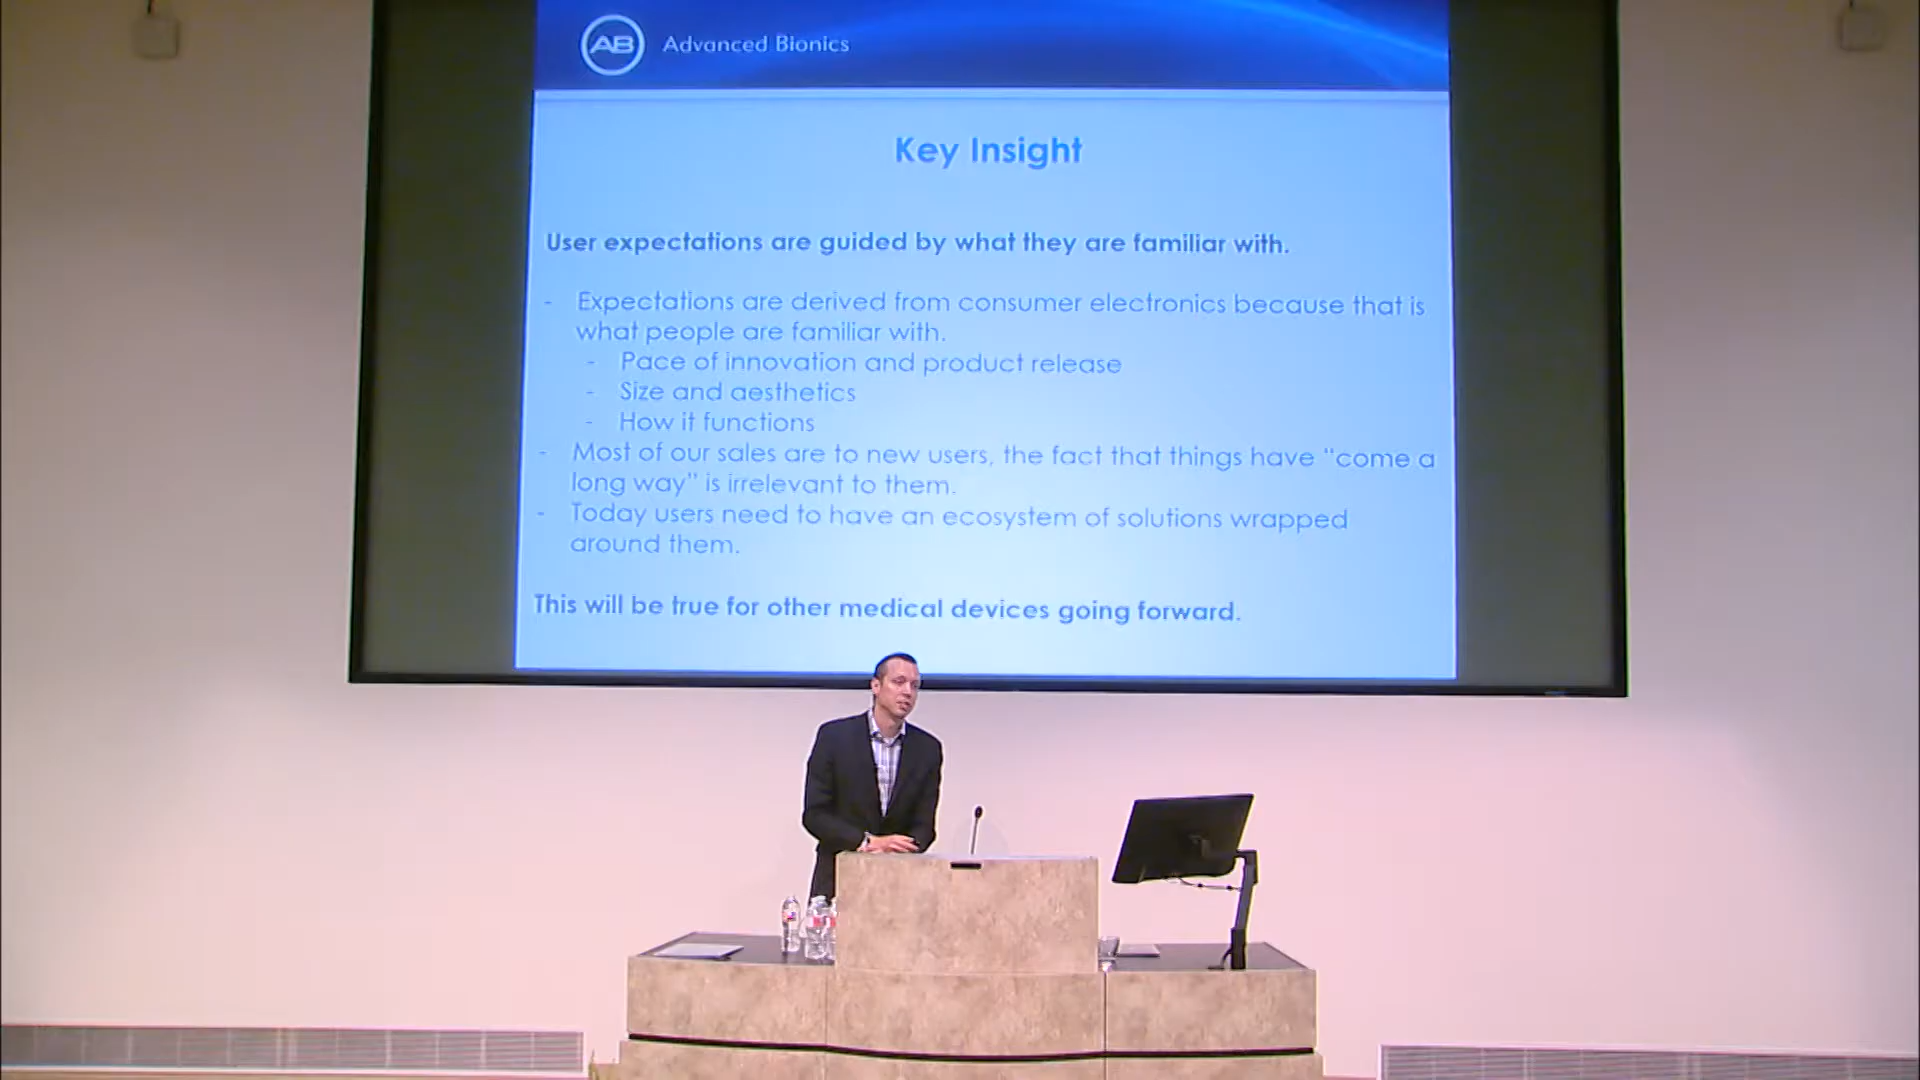 AB Advanced Bionics
Key Insight
User expectations are guided by what they are familiar with.
- Expectations are derived from consumer electronics because that is
what people are familiar with.
- Pace of innovation and product release
- Size and aesthetics
- How it functions
- Most of our sales are to new users, the fact that things have "come a
long way" is irrelevant to them.
- Today users need to have an ecosystem of solutions wrapped
around them.
This will be true for other medical devices going forward.